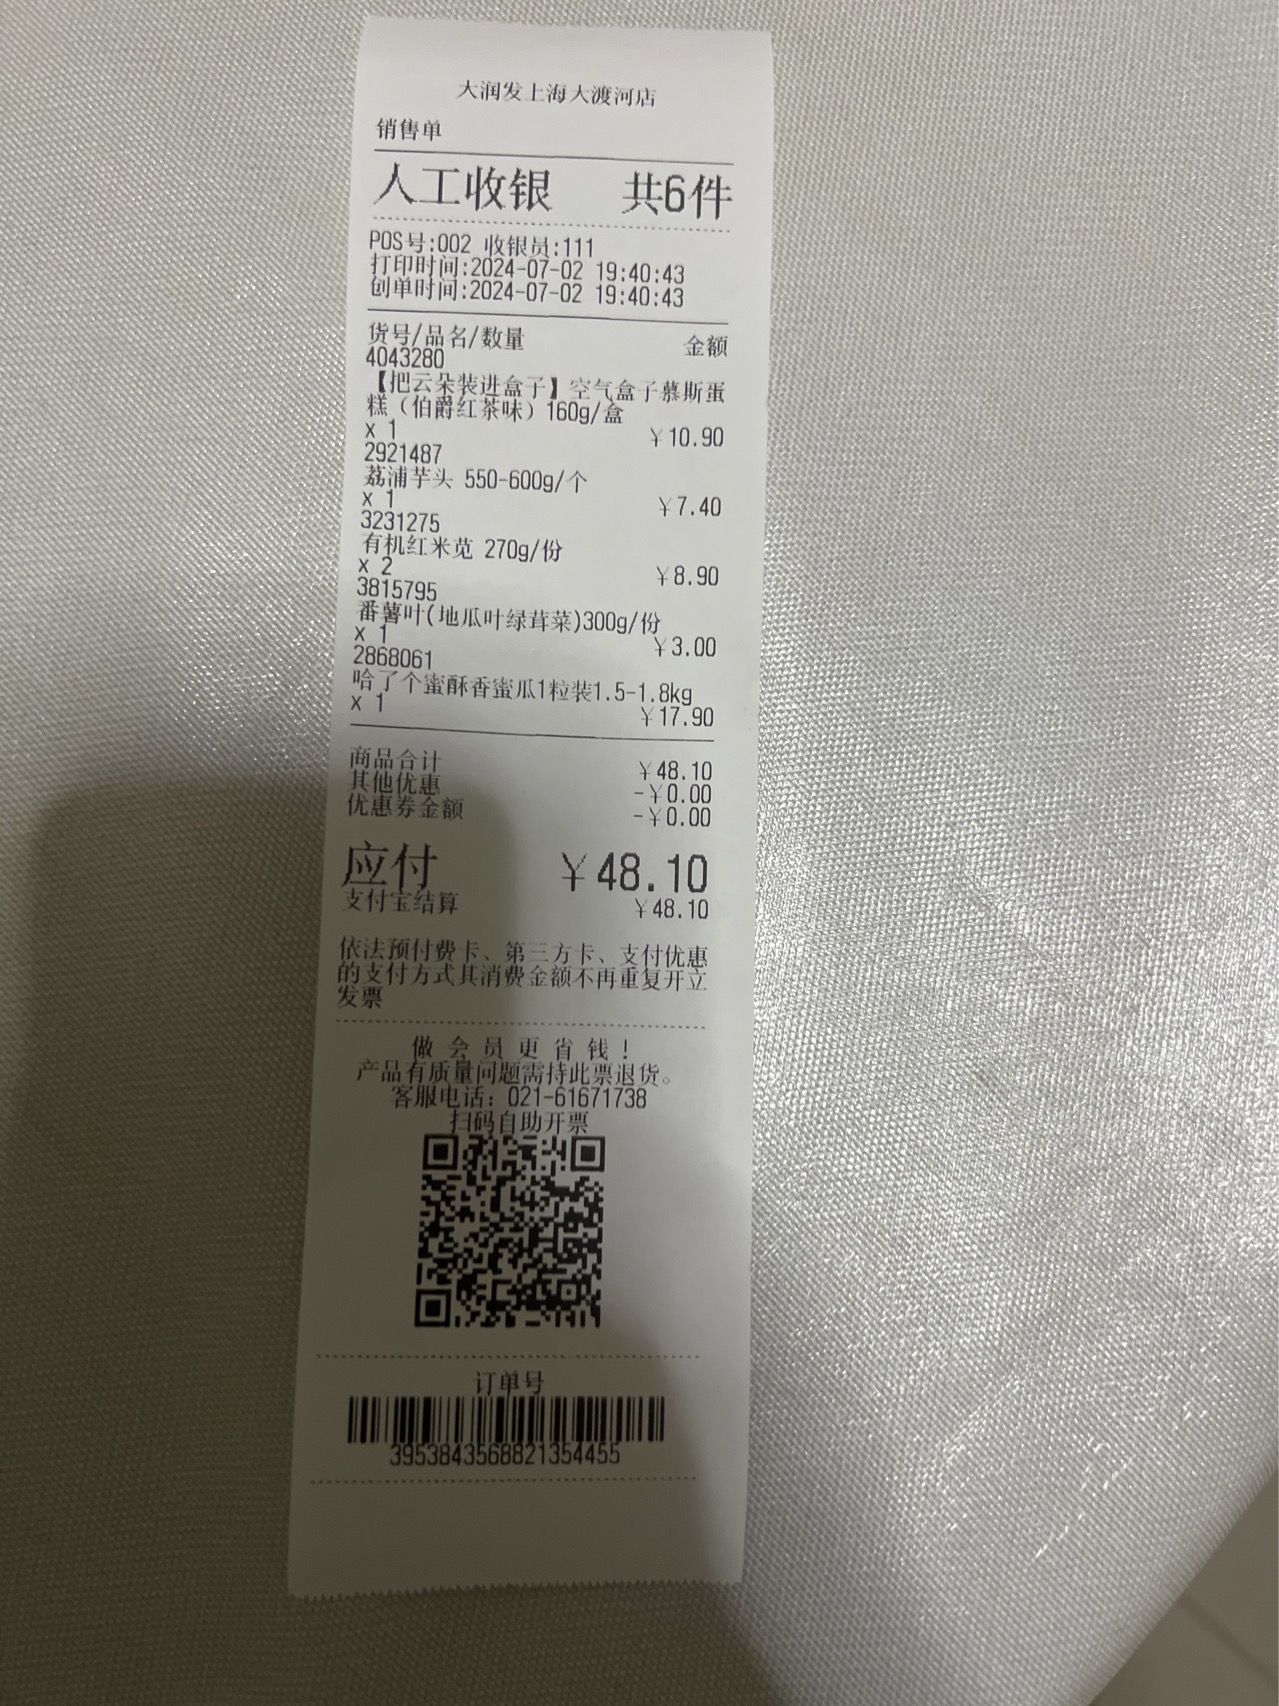 大润发上海大渡河店
销售单
人工收银 共6件
POS号:002 收银员:111
打印时间:2024-07-02 19:40:43
创单时间:2024-07-02 19:40:43
货号/品名/数量 金额
4043280
【把云朵装进盒子】空气盒子慕斯蛋
糕（伯爵红茶味）160g/盒
x 1 ￥10.90
2921487
荔浦芋头 550-600g/个
x 1 ￥7.40
3231275
有机红米苋 270g/份
x 2 ￥8.90
3815795
番薯叶(地瓜叶绿茸菜)300g/份
x 1 ￥3.00
2868061
哈了个蜜酥香蜜瓜1粒装1.5-1.8kg
x 1 ￥17.90
商品合计 ￥48.10
其他优惠 -￥0.00
优惠券金额 -￥0.00
应付 ￥48.10
支付宝结算 ￥48.10
依法预付费卡、第三方卡、支付优惠
的支付方式其消费金额不再重复开立
发票
做会员更省钱！
产品有质量问题需持此票退货。
客服电话：021-61671738
扫码自助开票
订单号
3953843568821354455